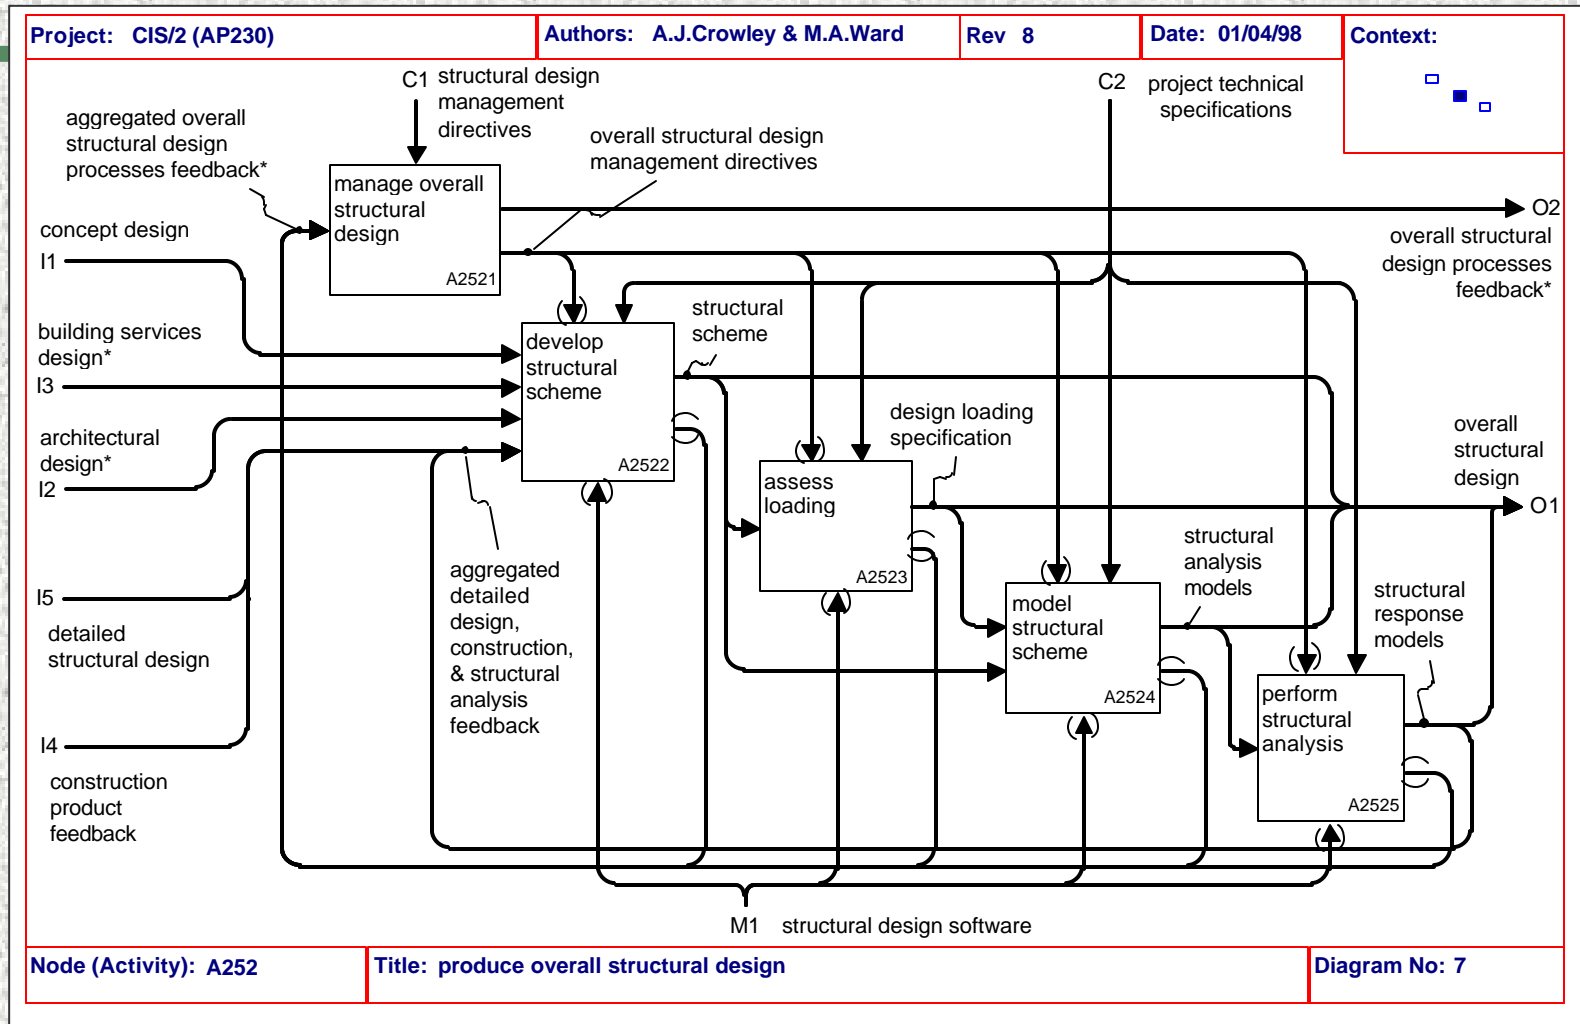 Project: CIS/2 (AP230)
Authors: A.J.Crowley & M.A.Ward
Rev 8
Date: 01/04/98
Context:
C1 structural design
management
directives
C2 project technical
specifications
aggregated overall
structural design
processes feedback*
overall structural design
management directives
manage overall
structural
design
A2521
O2
overall structural
design processes
feedback*
concept design
I1
building services
design*
I3
architectural
design*
I2
I5
detailed
structural design
I4
construction
product
feedback
develop
structural
scheme
A2522
structural
scheme
design loading
specification
overall
structural
design
O1
assess
loading
A2523
aggregated
detailed
design,
construction,
& structural
analysis
feedback
structural
analysis
models
model
structural
scheme
A2524
structural
response
models
perform
structural
analysis
A2525
M1 structural design software
Node (Activity): A252
Title: produce overall structural design
Diagram No: 7